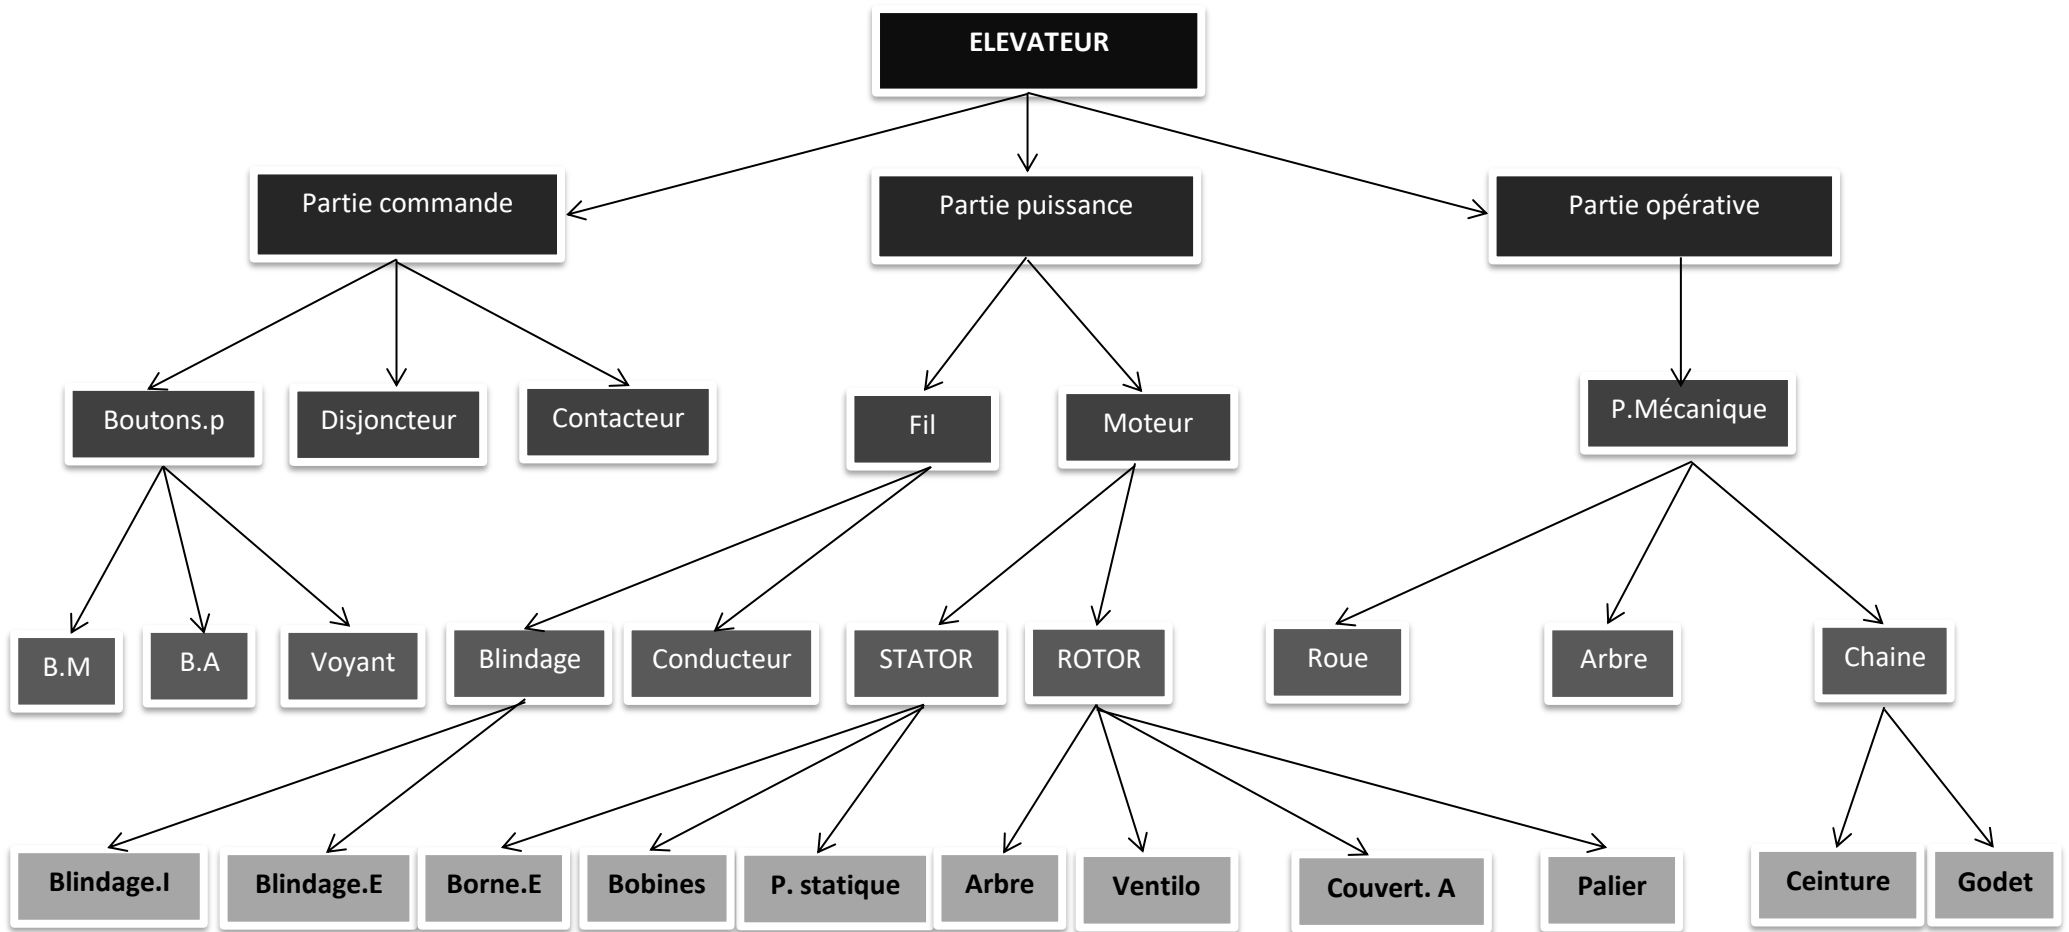 ELEVATEUR
Partie commande
Partie puissance
Partie opérative
Boutons.p
Disjoncteur
Contacteur
Fil
Moteur
P.Mécanique
B.M
B.A
Voyant
Blindage
Conducteur
STATOR
ROTOR
Roue
Arbre
Chaine
Blindage.I
Blindage.E
Borne.E
Bobines
P. statique
Arbre
Ventilo
Couvert. A
Palier
Ceinture
Godet